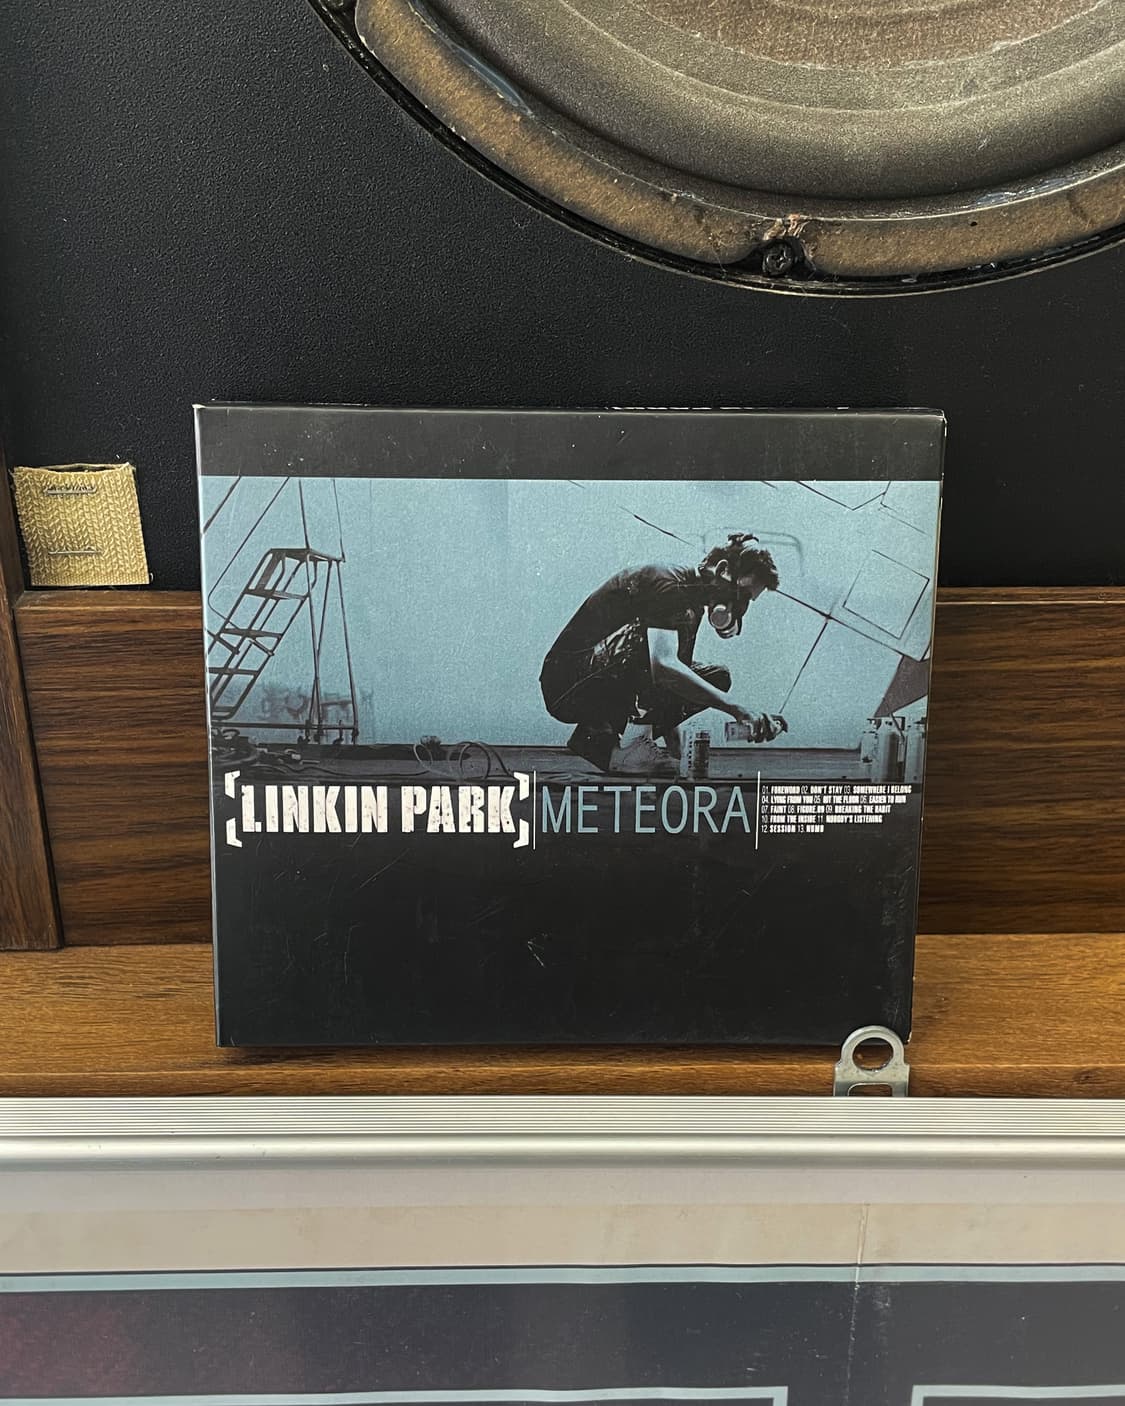 [LINKIN PARK] METEORA
01. FOREWORD 02. DON'T STAY 03. SOMEWHERE I BELONG
04. LYING FROM YOU 05. HIT THE FLOOR 06. EASIER TO RUN
07. FAINT 08. FIGURE.09 09. BREAKING THE HABIT
10. FROM THE INSIDE 11. NOBODY'S LISTENING
12. SESSION 13. NUMB